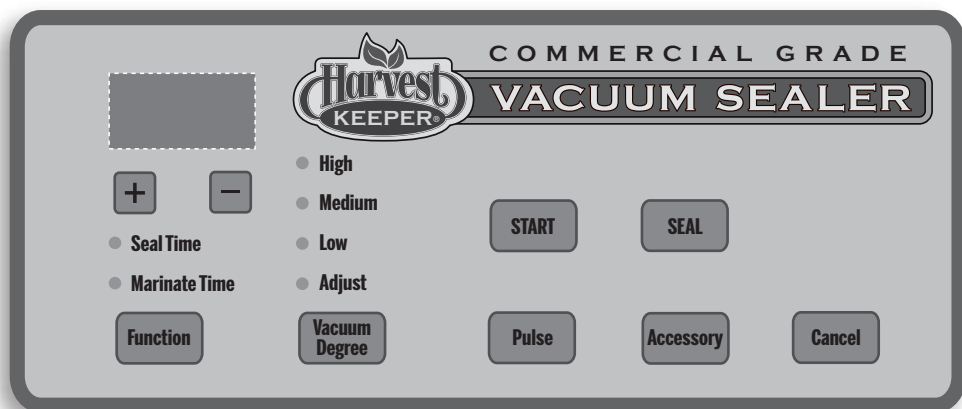 COMMERCIAL GRADE
Harvest
KEEPER®
VACUUM SEALER
+
−
Seal Time
Marinate Time
Function
High
Medium
Low
Adjust
Vacuum
Degree
START
SEAL
Pulse
Accessory
Cancel